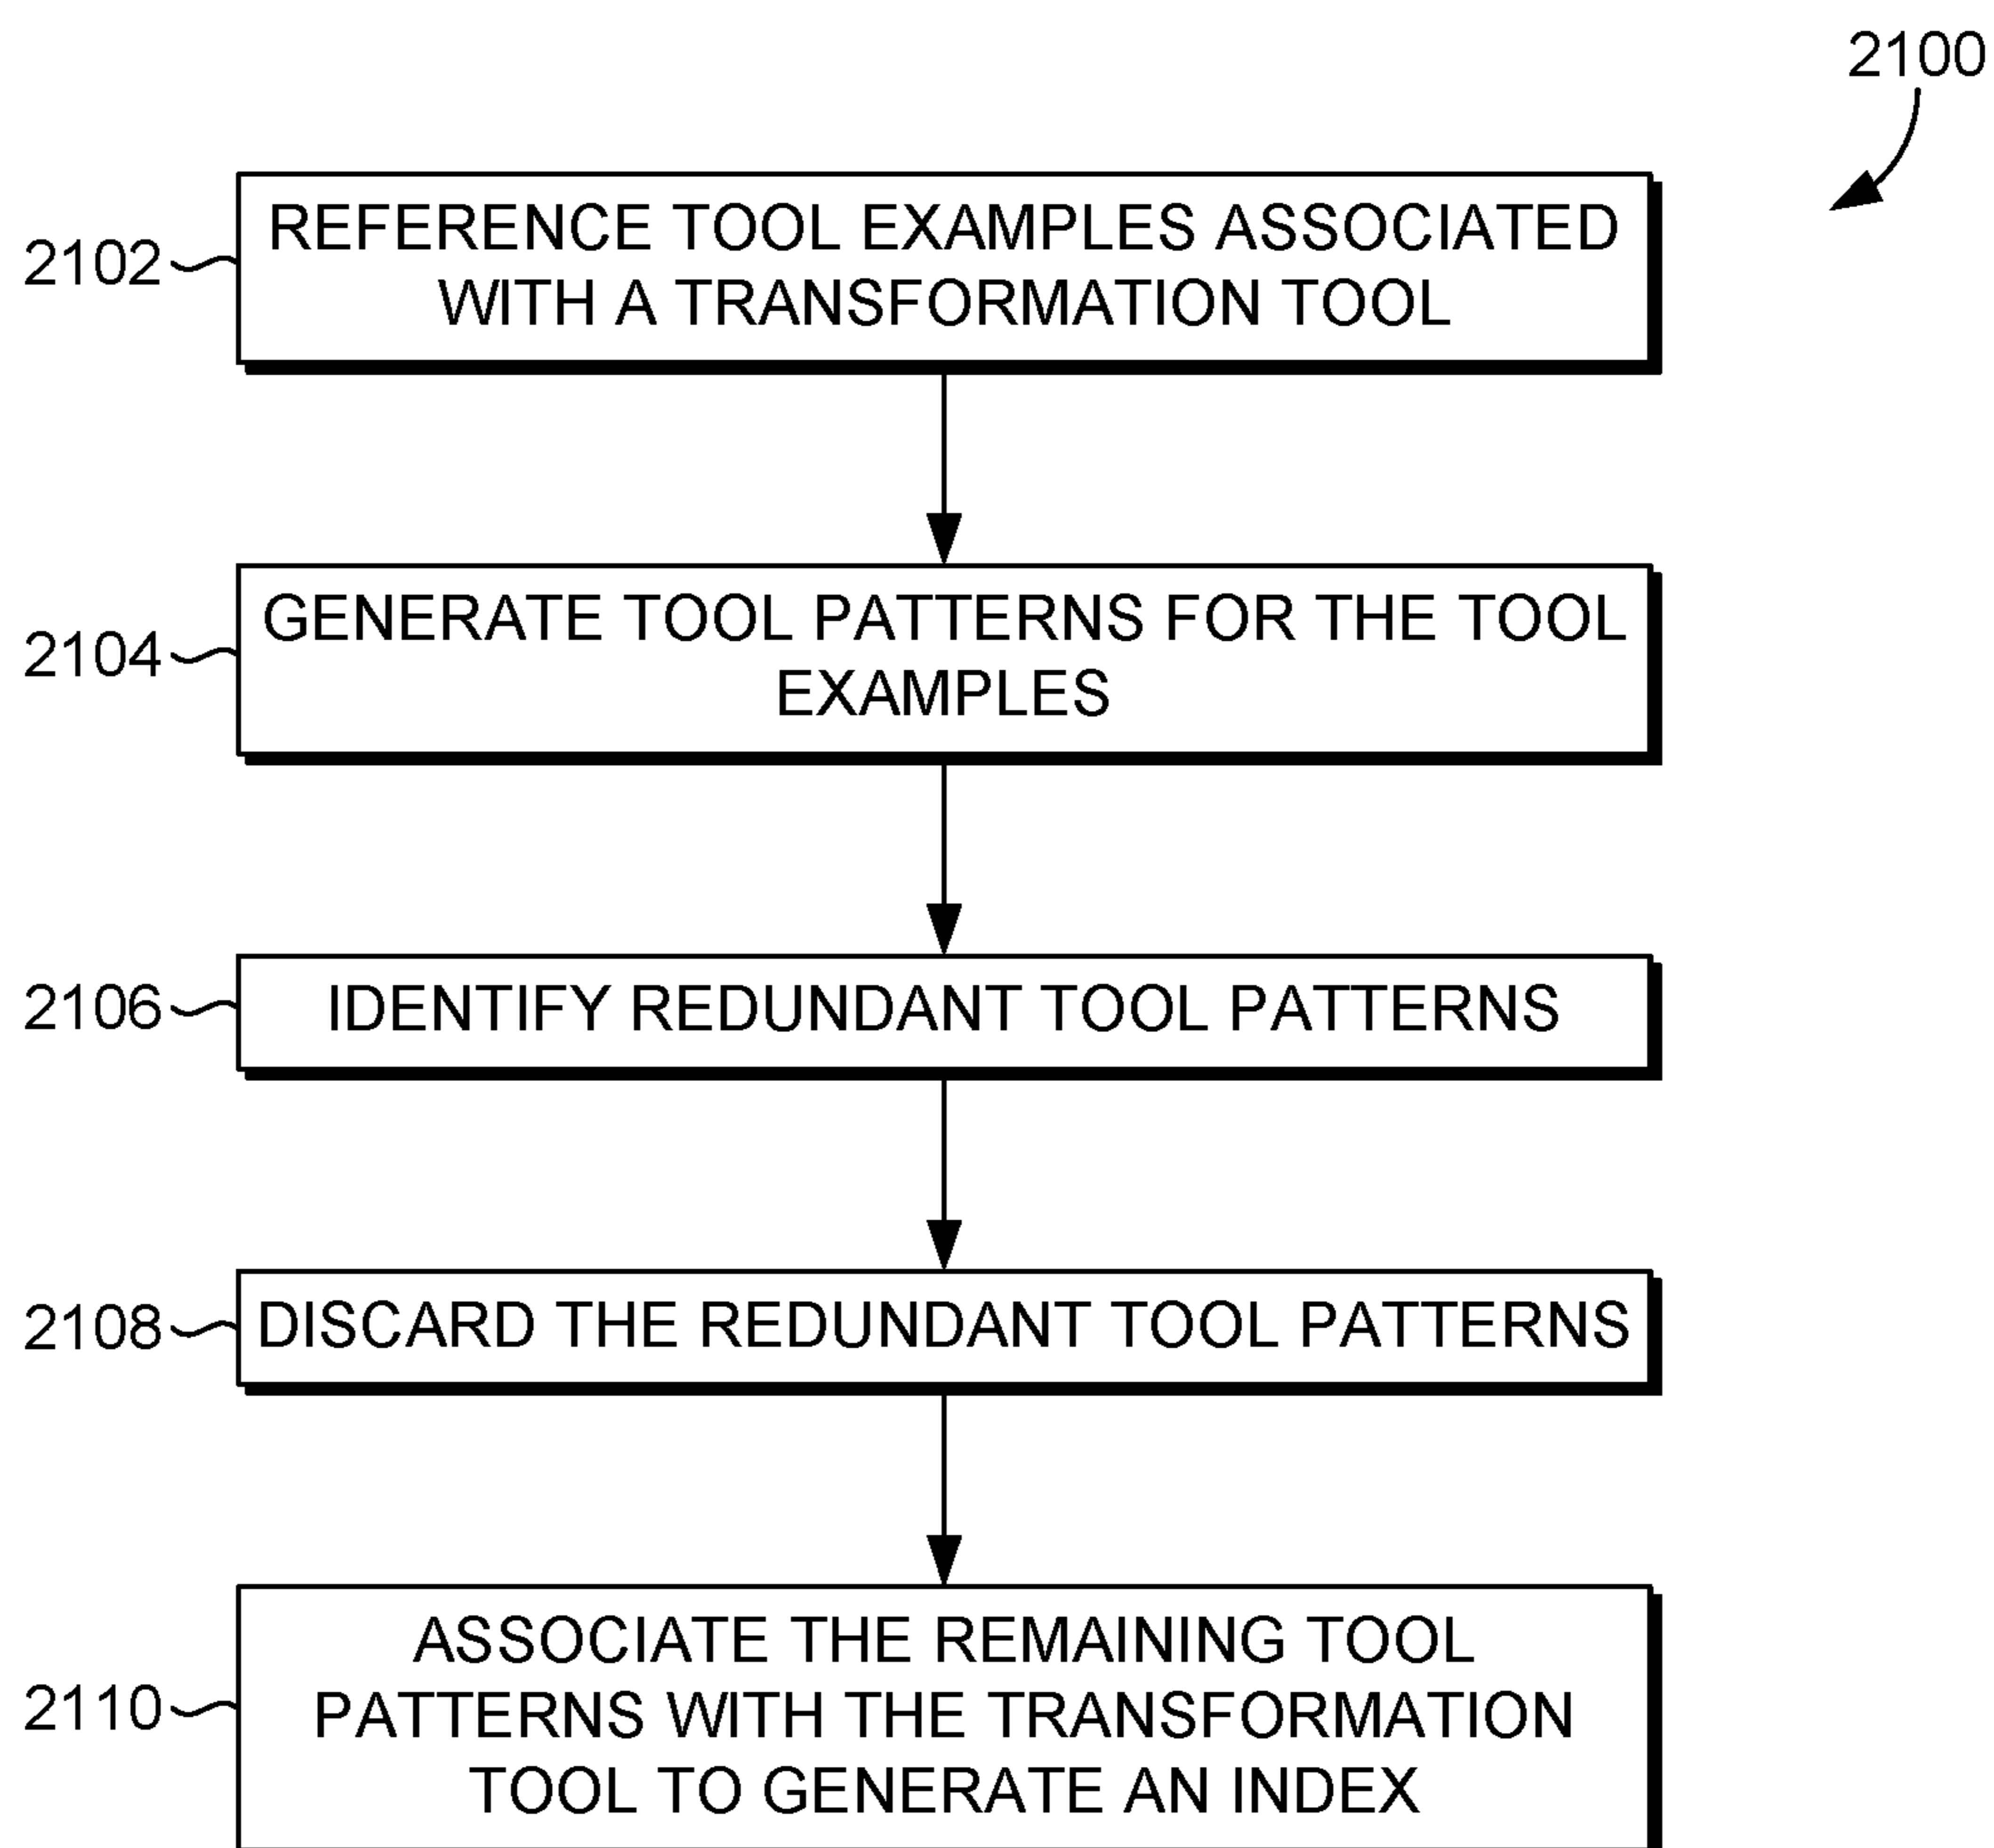 2100
2102
REFERENCE TOOL EXAMPLES ASSOCIATED
WITH A TRANSFORMATION TOOL
2104
GENERATE TOOL PATTERNS FOR THE TOOL
EXAMPLES
2106
IDENTIFY REDUNDANT TOOL PATTERNS
2108
DISCARD THE REDUNDANT TOOL PATTERNS
2110
ASSOCIATE THE REMAINING TOOL
PATTERNS WITH THE TRANSFORMATION
TOOL TO GENERATE AN INDEX